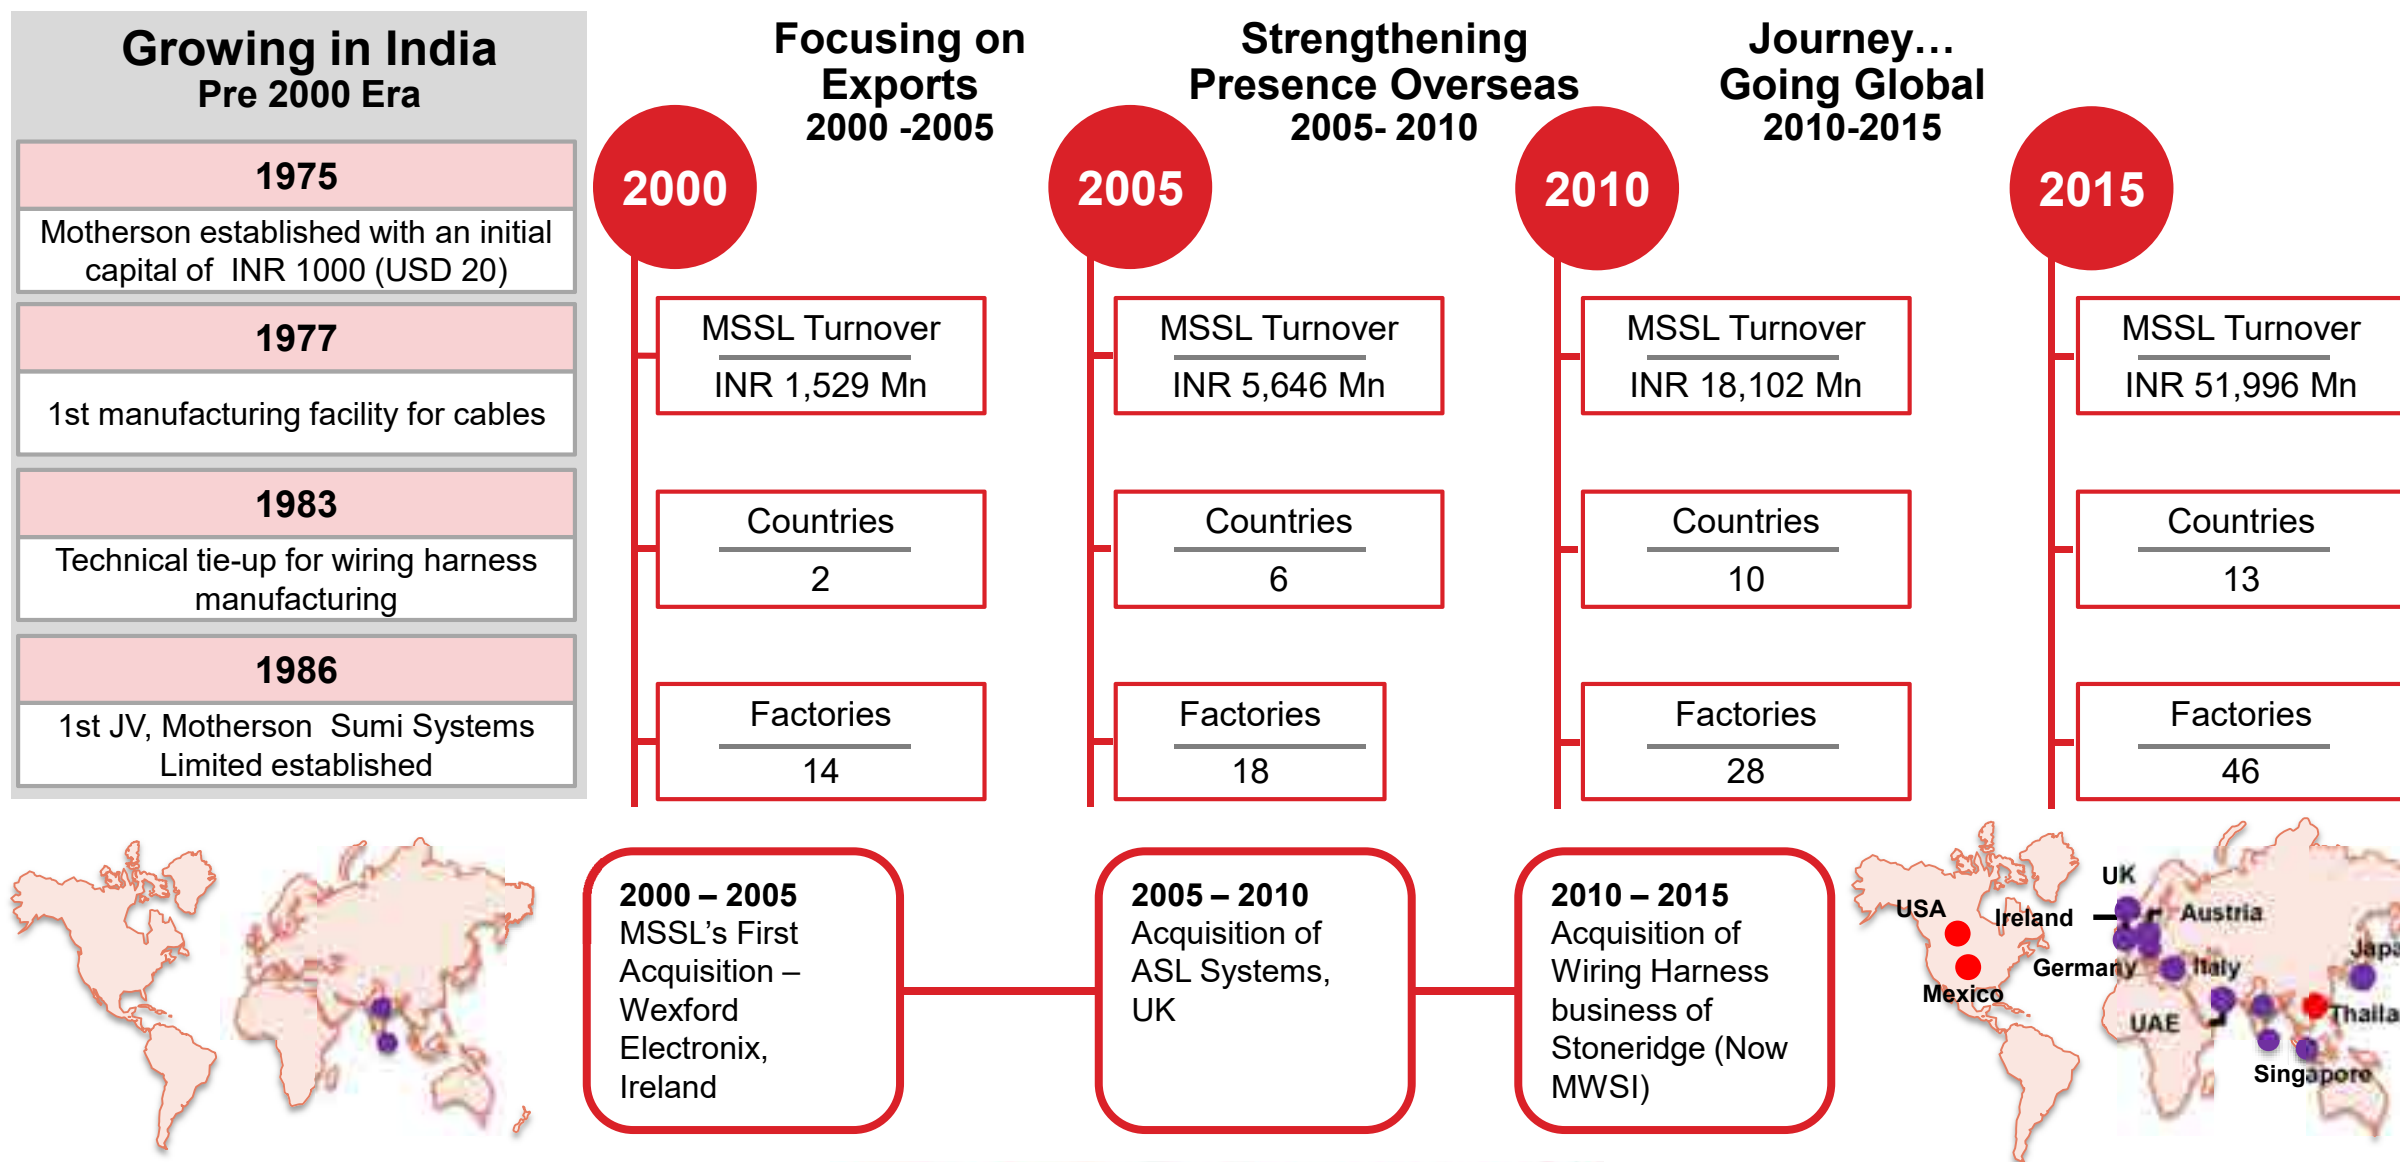 Growing in India
Pre 2000 Era
1975
Motherson established with an initial
capital of INR 1000 (USD 20)
1977
1st manufacturing facility for cables
1983
Technical tie-up for wiring harness
manufacturing
1986
1st JV, Motherson Sumi Systems
Limited established
Focusing on
Exports
2000 -2005
Strengthening
Presence Overseas
2005- 2010
Journey…
Going Global
2010-2015
2000
MSSL Turnover
INR 1,529 Mn
Countries
2
Factories
14
2005
MSSL Turnover
INR 5,646 Mn
Countries
6
Factories
18
2010
MSSL Turnover
INR 18,102 Mn
Countries
10
Factories
28
2015
MSSL Turnover
INR 51,996 Mn
Countries
13
Factories
46
2000 – 2005
MSSL’s First
Acquisition –
Wexford
Electronix,
Ireland
2005 – 2010
Acquisition of
ASL Systems,
UK
2010 – 2015
Acquisition of
Wiring Harness
business of
Stoneridge (Now
MWSI)
UK
USA
Ireland
Austria
Japa
Germany
Italy
Mexico
UAE
Thaila
Singapore